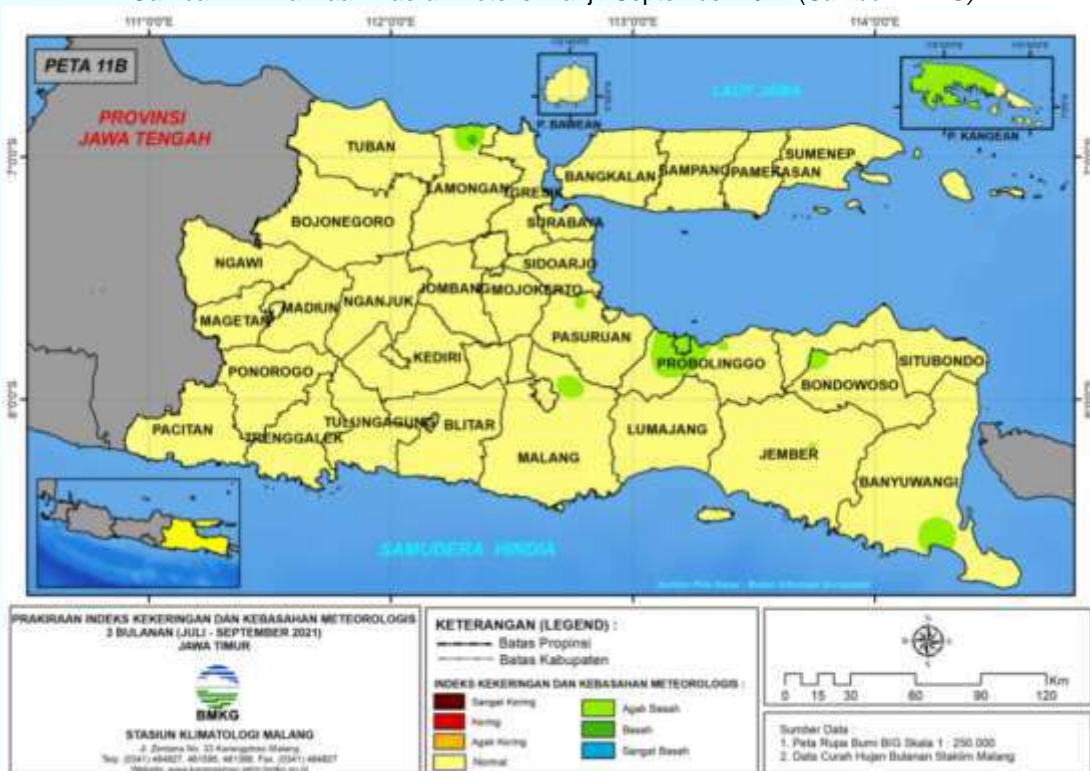 111°0'0"E
112°0'0"E
113°0'0"E
114°0'0"E
PETA 11B
PROVINSI
JAWA TENGAH
P. BAWEAN
LAUT JAWA
P. KANGEAN
7°0'0"S
TUBAN
LAMONGAN
GRESIK
BANGKALAN
SAMPANG
PAMEKASAN
SUMENEP
BOJONEGORO
SURABAYA
NGAWI
SIDOARJO
MAGETAN
MADIUN
NGANJUK
JOMBANG
MOJOKERTO
PASURUAN
PONOROGO
KEDIRI
PROBOLINGGO
SITUBONDO
BONDOWOSO
8°0'0"S
PACITAN
TRENGGALEK
TULUNGAGUNG
BLITAR
MALANG
LUMAJANG
JEMBER
BANYUWANGI
SAMUDERA HINDIA
PRAKIRAAN INDEKS KEKERINGAN DAN KEBASAHAN METEOROLOGIS
3 BULANAN (JULI - SEPTEMBER 2021)
JAWA TIMUR
BMKG
STASIUN KLIMATOLOGI MALANG
KETERANGAN (LEGEND) :
Batas Propinsi
Batas Kabupaten
INDEKS KEKERINGAN DAN KEBASAHAN METEOROLOGIS :
Sangat Kering
Kering
Agak Kering
Normal
Agak Basah
Basah
Sangat Basah
Km
0 15 30 60 90 120
Sumber Data :
1. Peta Rupa Bumi BIG Skala 1 : 250.000
2. Data Curah Hujan Bulanan Staklim Malang